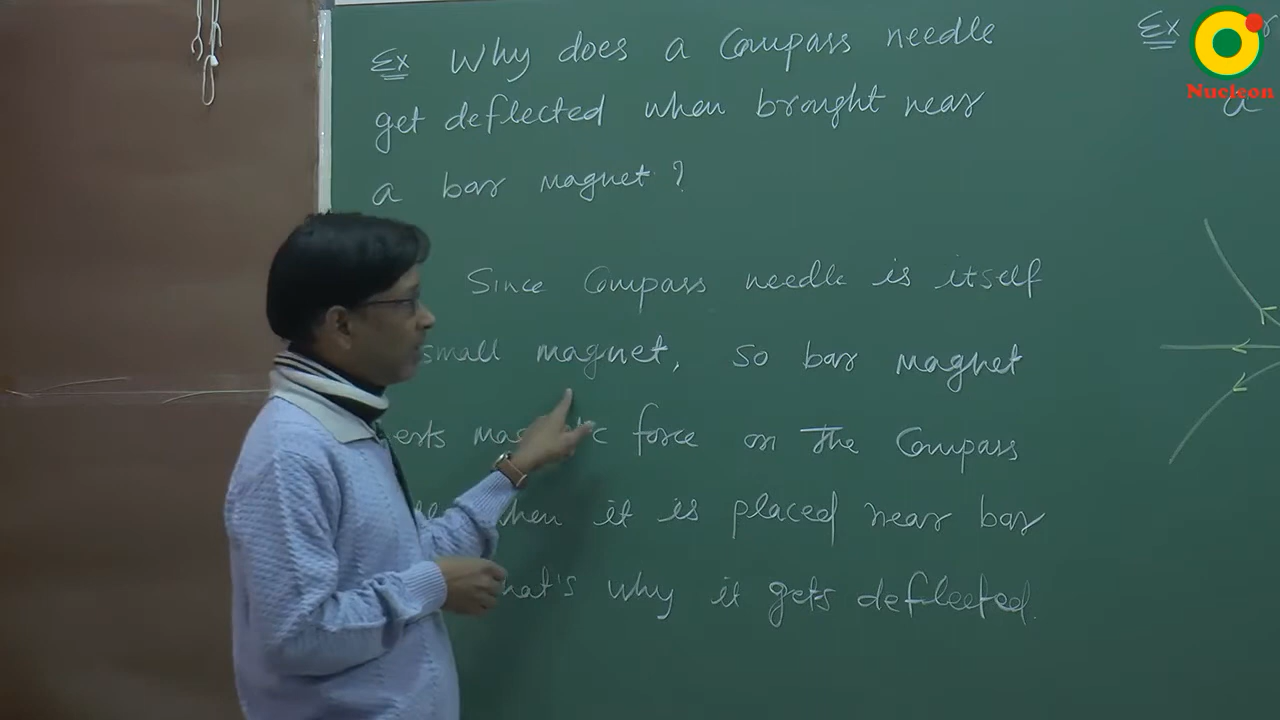 Ex Why does a Compass needle
get deflected when brought near
a bar magnet ?
Since Compass needle is itself
small magnet, so bar magnet
force on The Compass
when it is placed near bar
why it gets deflected.
Ex
a
Nucleon